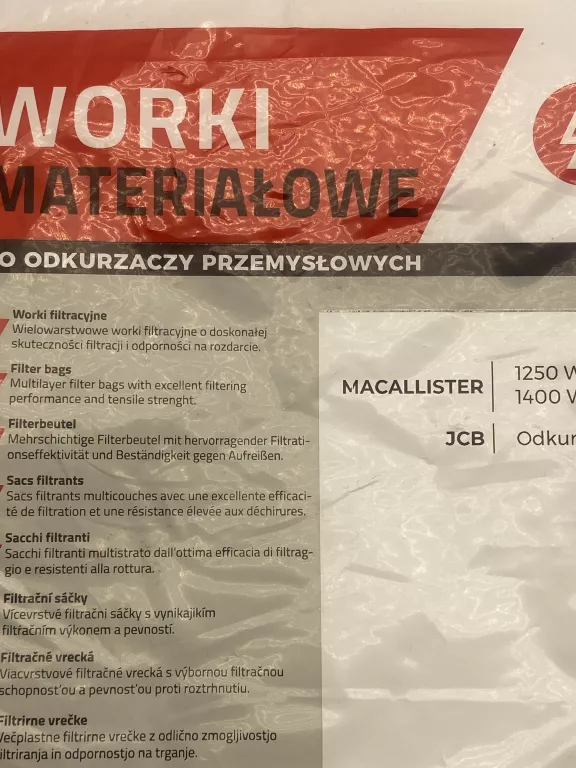 WORKI
MATERIAŁOWE
O ODKURZACZY PRZEMYSŁOWYCH
Worki filtracyjne
Wielowarstwowe worki filtracyjne o doskonałej
skuteczności filtracji i odporności na rozdarcie.
Filter bags
Multilayer filter bags with excellent filtering
performance and tensile strenght.
Filterbeutel
Mehrschichtige Filterbeutel mit hervorragender Filtrati-
onseffektivität und Beständigkeit gegen Aufreißen.
Sacs filtrants
Sacs filtrants multicouches avec une excellente efficaci-
té de filtration et une résistance élevée aux déchirures.
Sacchi filtranti
Sacchi filtranti multistrato dall'ottima efficacia di filtrag-
gio e resistenti alla rottura.
Filtrační sáčky
Vícevrstvé filtrační sáčky s vynikajikím
filtřačním výkonem a pevností.
Filtračné vrecká
Viacvrstvové filtračné vrecká s výbornou filtračnou
schopnosťou a pevnosťou proti roztrhnutiu.
Filtrirne vrečke
Večplastne filtrirne vrečke z odlično zmogljivostjo
iltriranja in odpornostjo na trganje.
MACALLISTER
1250 W
1400 W
JCB
Odkur